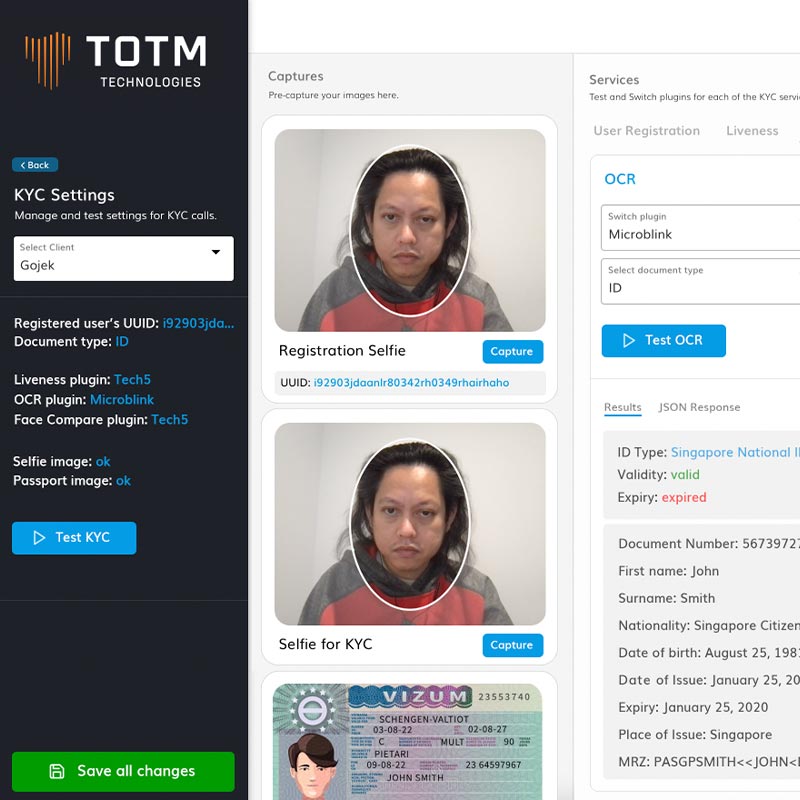 TOTM
TECHNOLOGIES
Back
KYC Settings
Manage and test settings for KYC calls.
Select Client
Gojek
Registered user's UUID: i92903jda...
Document type: ID
Liveness plugin: Tech5
OCR plugin: Microblink
Face Compare plugin: Tech5
Selfie image: ok
Passport image: ok
Test KYC
Save all changes
Captures
Pre-capture your images here.
Registration Selfie
Capture
UUID: i92903jdaanlr80342rh0349rhairhaho
Selfie for KYC
Capture
VIZUM 23553740
SCHENGEN-VALTIOT
03-08-22 02-08-27
C MULT 90
PIETARI
09-08-22 23 64597967
JOHN SMITH
Services
Test and Switch plugins for each of the KYC servi
User Registration Liveness
OCR
Switch plugin
Microblink
Select document type
ID
Test OCR
Results JSON Response
ID Type: Singapore National I
Validity: valid
Expiry: expired
Document Number: 5673972
First name: John
Surname: Smith
Nationality: Singapore Citizen
Date of birth: August 25, 198
Date of Issue: January 25, 20
Expiry: January 25, 2020
Place of Issue: Singapore
MRZ: PASGPSMITH<<JOHN<